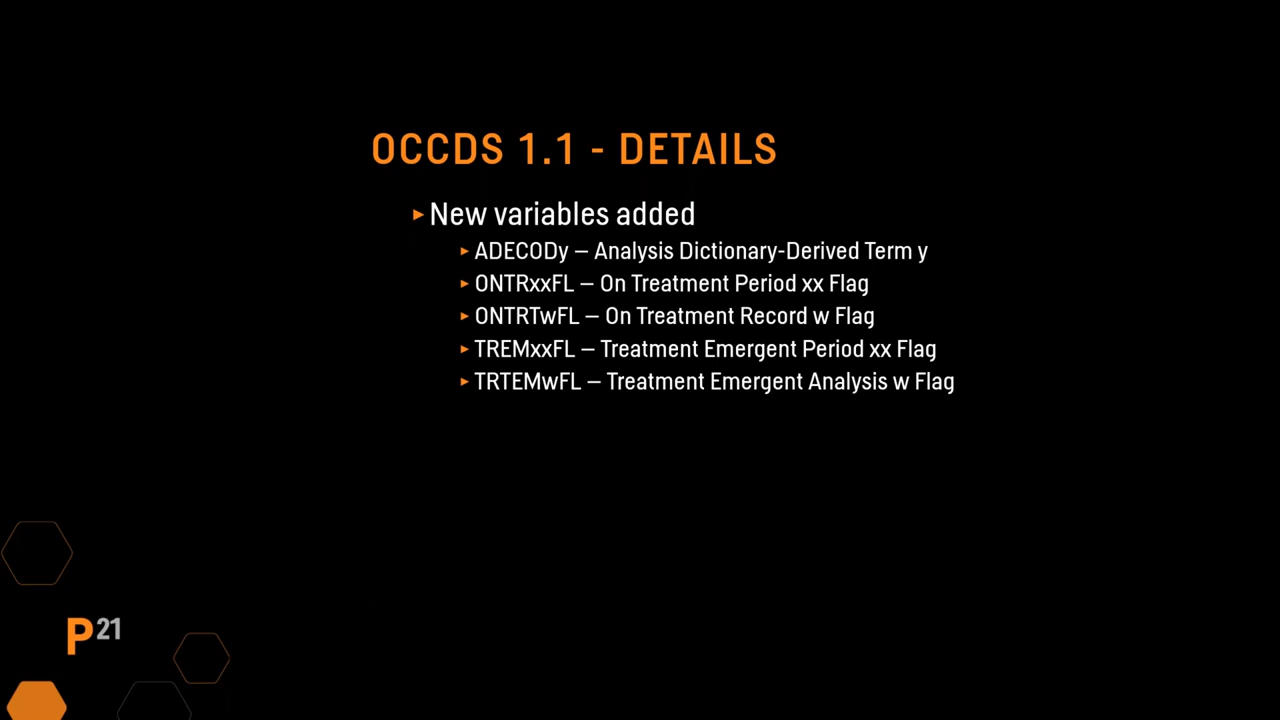 OCCDS 1.1 - DETAILS
▸ New variables added
▸ ADECODy – Analysis Dictionary-Derived Term y
▸ ONTRxxFL – On Treatment Period xx Flag
▸ ONTRTwFL – On Treatment Record w Flag
▸ TREMxxFL – Treatment Emergent Period xx Flag
▸ TRTEMwFL – Treatment Emergent Analysis w Flag
P21